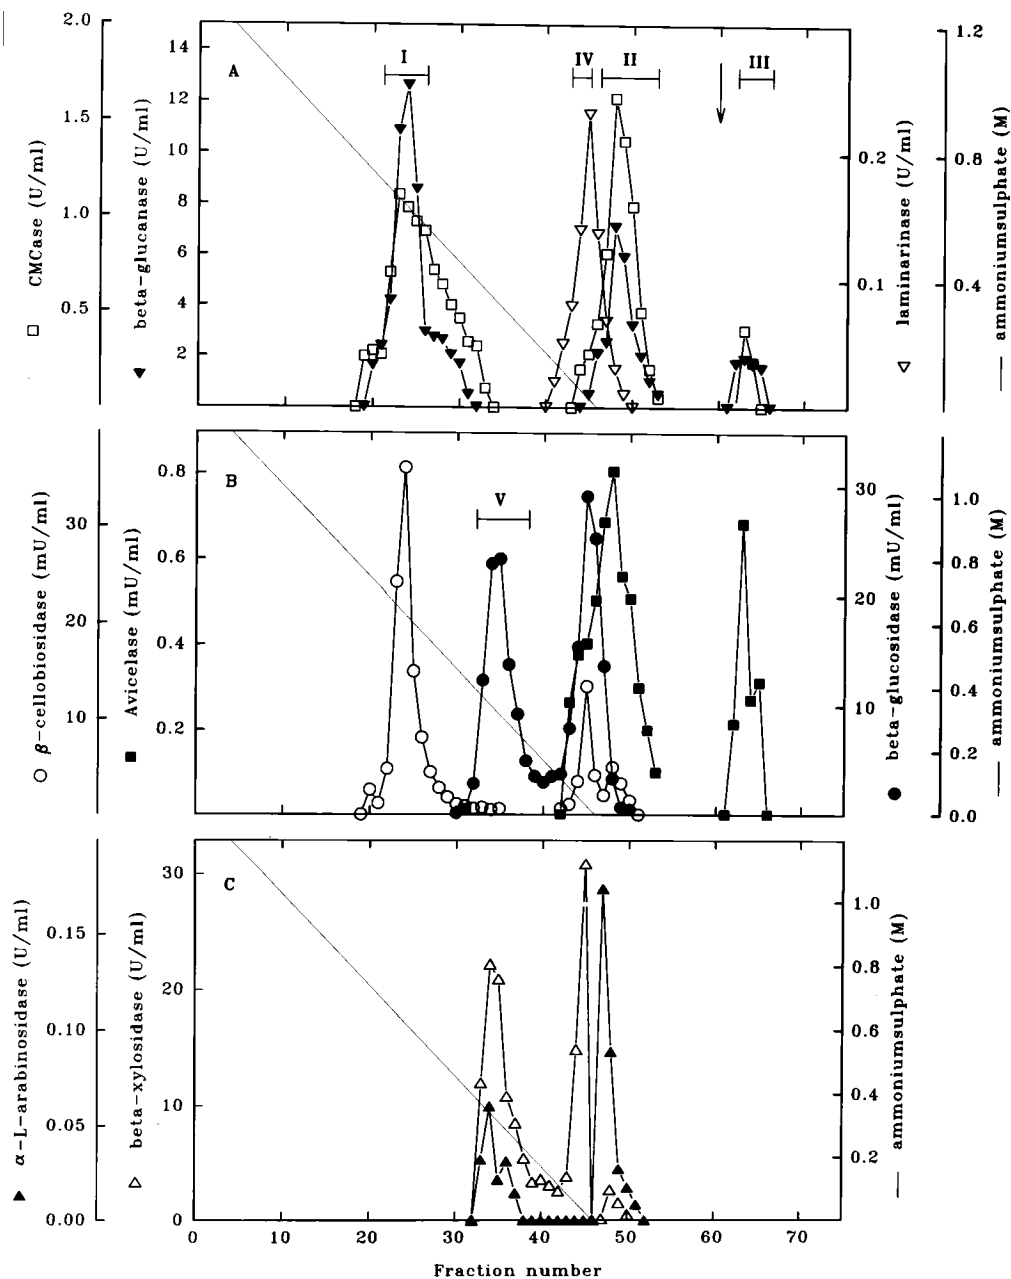 2.0
1.5
1.0
0.5
□ CMCase (U/ml)
14
12
10
8
6
4
2
▼ beta-glucanase (U/ml)
A
I
IV
II
III
0.2
0.1
▽ laminarinase (U/ml)
1.2
0.8
0.4
— ammoniumsulphate (M)
30
20
10
○ β-cellobiosidase (mU/ml)
0.8
0.6
0.4
0.2
■ Avicelase (mU/ml)
B
V
30
20
10
● beta-glucosidase (mU/ml)
1.0
0.8
0.6
0.4
0.2
0.0
— ammoniumsulphate (M)
0.15
0.10
0.05
0.00
▲ α-L-arabinosidase (U/ml)
30
20
10
0
△ beta-xylosidase (U/ml)
C
1.0
0.8
0.6
0.4
0.2
— ammoniumsulphate (M)
0 10 20 30 40 50 60 70
Fraction number